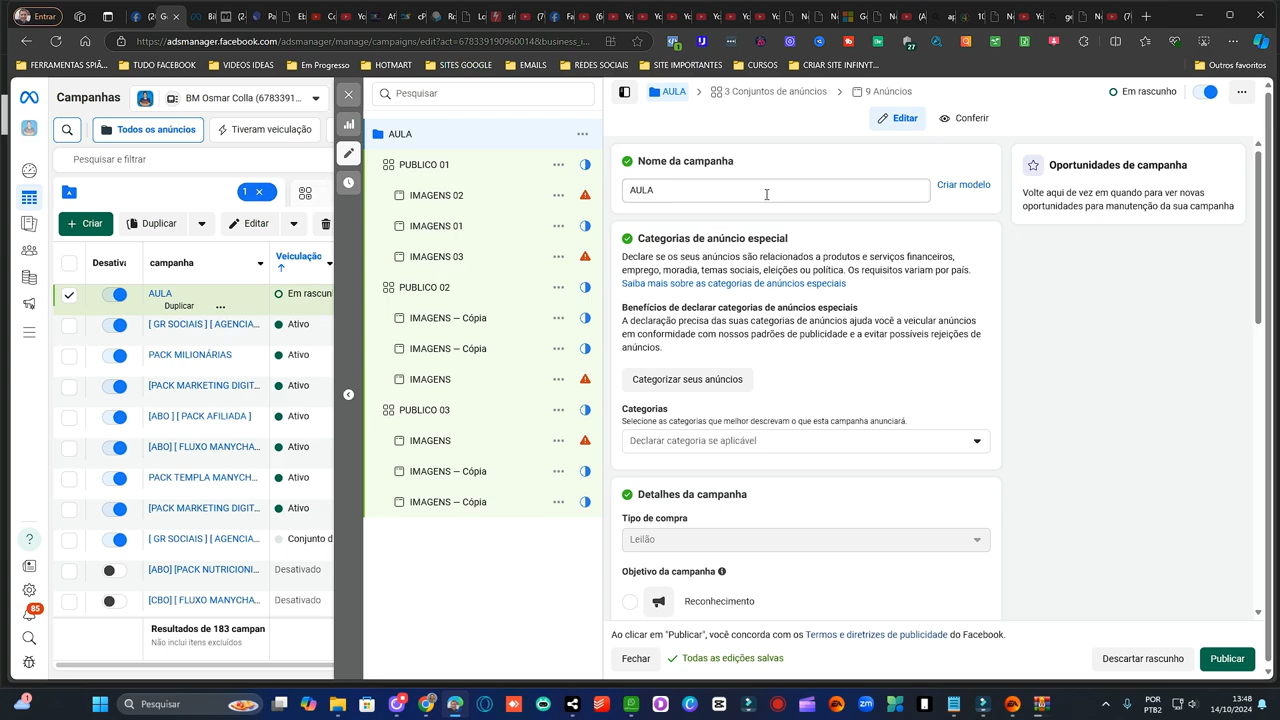 Entrar
https://adsmanager.facebook.com/adsmanager/manage/campaigns/edit?act=678339190960014&business_i...
FERRAMENTAS SPIÃ...
TUDO FACEBOOK
VIDEOS IDEAS
En Progresso
HOTMART
SITES GOOGLE
EMAILS
REDES SOCIAIS
SITE IMPORTANTES
CURSOS
CRIAR SITE INFINYT...
Outros favoritos
Campanhas
BM Osmar Colla (6783391...
Todos os anúncios
Tiveram veiculação
Pesquisar e filtrar
1
Criar
Duplicar
Editar
Desativa
campanha
Veiculação
AULA
Duplicar
...
Em rascun
[ GR SOCIAIS ] [ AGENCIA...
Ativo
PACK MILIONÁRIAS
Ativo
[PACK MARKETING DIGIT...
Ativo
[ABO ] [ PACK AFILIADA ]
Ativo
[ABO] [ FLUXO MANYCHA...
Ativo
PACK TEMPLA MANYCH...
Ativo
[PACK MARKETING DIGIT...
Ativo
[ GR SOCIAIS ] [ AGENCIA...
Conjunto d
[ABO] [PACK NUTRICIONI...
Desativado
[CBO] [ FLUXO MANYCHA...
Desativado
Resultados de 183 campan
Não inclui itens excluídos
85
Pesquisar
AULA
PUBLICO 01
IMAGENS 02
IMAGENS 01
IMAGENS 03
PUBLICO 02
IMAGENS – Cópia
IMAGENS – Cópia
IMAGENS
PUBLICO 03
IMAGENS
IMAGENS – Cópia
IMAGENS – Cópia
AULA
3 Conjuntos de anúncios
9 Anúncios
Em rascunho
Editar
Conferir
Nome da campanha
AULA
Criar modelo
Categorias de anúncio especial
Declare se os seus anúncios são relacionados a produtos e serviços financeiros,
emprego, moradia, temas sociais, eleições ou política. Os requisitos variam por país.
Saiba mais sobre as categorias de anúncios especiais
Benefícios de declarar categorias de anúncios especiais
A declaração precisa das suas categorias de anúncios ajuda você a veicular anúncios
em conformidade com nossos padrões de publicidade e a evitar possíveis rejeições de
anúncios.
Categorizar seus anúncios
Categorias
Selecione as categorias que melhor descrevam o que esta campanha anunciará.
Declarar categoria se aplicável
Detalhes da campanha
Tipo de compra
Leilão
Objetivo da campanha
Reconhecimento
Oportunidades de campanha
Volte aqui de vez em quando para ver novas
oportunidades para manutenção da sua campanha
Ao clicar em "Publicar", você concorda com os Termos e diretrizes de publicidade do Facebook.
Fechar
Todas as edições salvas
Descartar rascunho
Publicar
Pesquisar
POR
PTB2
13:48
14/10/2024